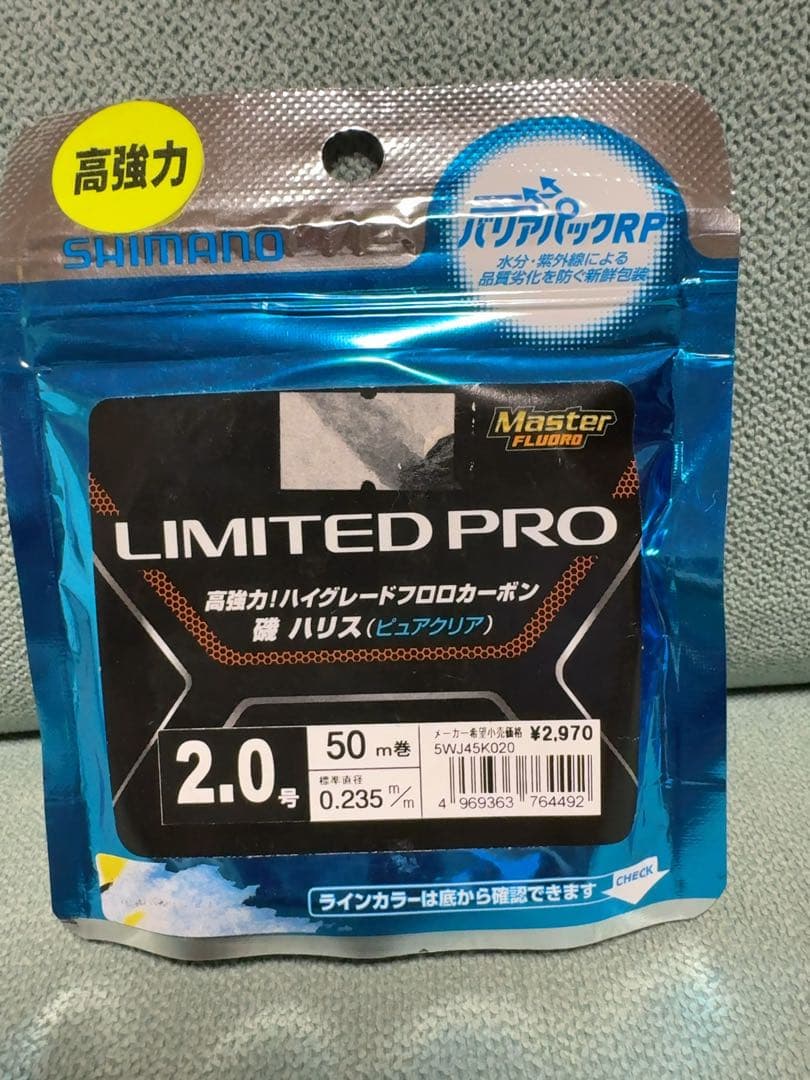 高強力
SHIMANO
バリアパックRP
水分・紫外線による
品質劣化を防ぐ新鮮包装
Master
FLUORO
LIMITED PRO
高強力!ハイグレードフロロカーボン
磯 ハリス(ピュアクリア)
2.0号
50 m巻
標準直径
0.235 m/m
メーカー希望小売価格 ¥2,970
5WJ45K020
4 969363 764492
ラインカラーは底から確認できます
CHECK